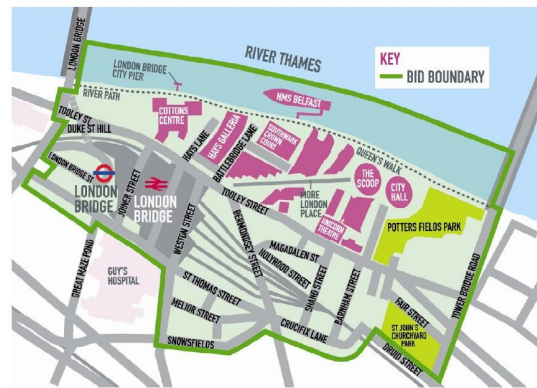 LONDON BRIDGE
RIVER THAMES
KEY
BID BOUNDARY
LONDON BRIDGE
CITY PIER
HMS BELFAST
RIVER PATH
COTTONS
CENTRE
TOOLEY ST
DUKE ST HILL
HAYS LANE
HAYS GALLERIA
BATTLEBRIDGE LANE
SOUTHWARK
CROWN
COURT
QUEEN'S WALK
LONDON BRIDGE ST
LONDON
BRIDGE
JOINER STREET
LONDON
BRIDGE
TOOLEY STREET
MORE
LONDON
PLACE
THE
SCOOP
CITY
HALL
UNICORN
THEATRE
POTTERS FIELDS PARK
WESTON STREET
BERMONDSEY STREET
MAGADALEN ST
HOLYROOD STREET
SHAND STREET
BARNHAM STREET
TOWER BRIDGE ROAD
GREAT MAZE POND
GUY'S
HOSPITAL
ST THOMAS STREET
MELIOR STREET
SNOWSFIELDS
CRUCIFIX LANE
FAIR STREET
ST JOHN'S
CHURCHYARD
PARK
DRUID STREET